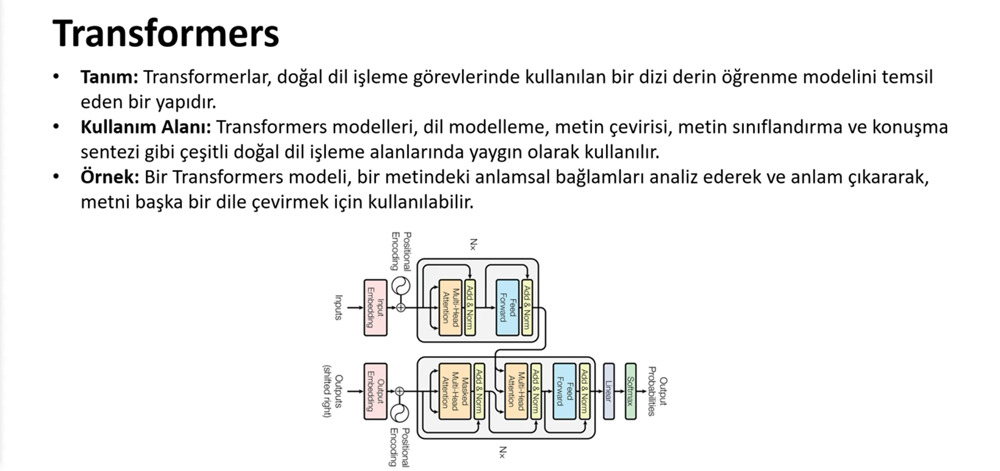 Transformers
• Tanım: Transformerlar, doğal dil işleme görevlerinde kullanılan bir dizi derin öğrenme modelini temsil
eden bir yapıdır.
• Kullanım Alanı: Transformers modelleri, dil modelleme, metin çevirisi, metin sınıflandırma ve konuşma
sentezi gibi çeşitli doğal dil işleme alanlarında yaygın olarak kullanılır.
• Örnek: Bir Transformers modeli, bir metindeki anlamsal bağlamları analiz ederek ve anlam çıkararak,
metni başka bir dile çevirmek için kullanılabilir.
Inputs
Input
Embedding
Positional
Encoding
Nx
Multi-Head
Attention
Add & Norm
Feed
Forward
Add & Norm
Outputs
(shifted right)
Output
Embedding
Positional
Encoding
Masked
Multi-Head
Attention
Add & Norm
Multi-Head
Attention
Add & Norm
Feed
Forward
Add & Norm
Nx
Linear
Softmax
Output
Probabilities